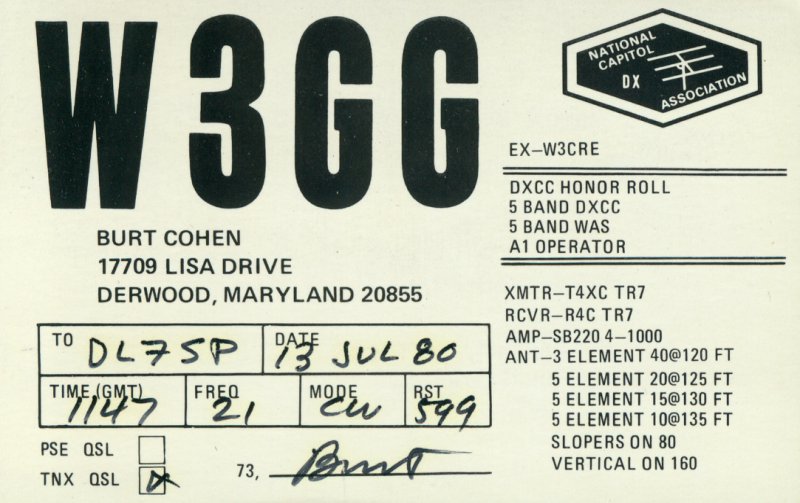 W3GG
NATIONAL
CAPITOL
DX
ASSOCIATION
EX–W3CRE
DXCC HONOR ROLL
5 BAND DXCC
5 BAND WAS
A1 OPERATOR
BURT COHEN
17709 LISA DRIVE
DERWOOD, MARYLAND 20855
XMTR–T4XC TR7
RCVR–R4C TR7
AMP–SB220 4–1000
ANT–3 ELEMENT 40@120 FT
5 ELEMENT 20@125 FT
5 ELEMENT 15@130 FT
5 ELEMENT 10@135 FT
SLOPERS ON 80
VERTICAL ON 160
TO DL7SP DATE 13 JUL 80
TIME (GMT) 1147 FREQ 21 MODE CW RST 599
PSE QSL
TNX QSL X
73, Burt